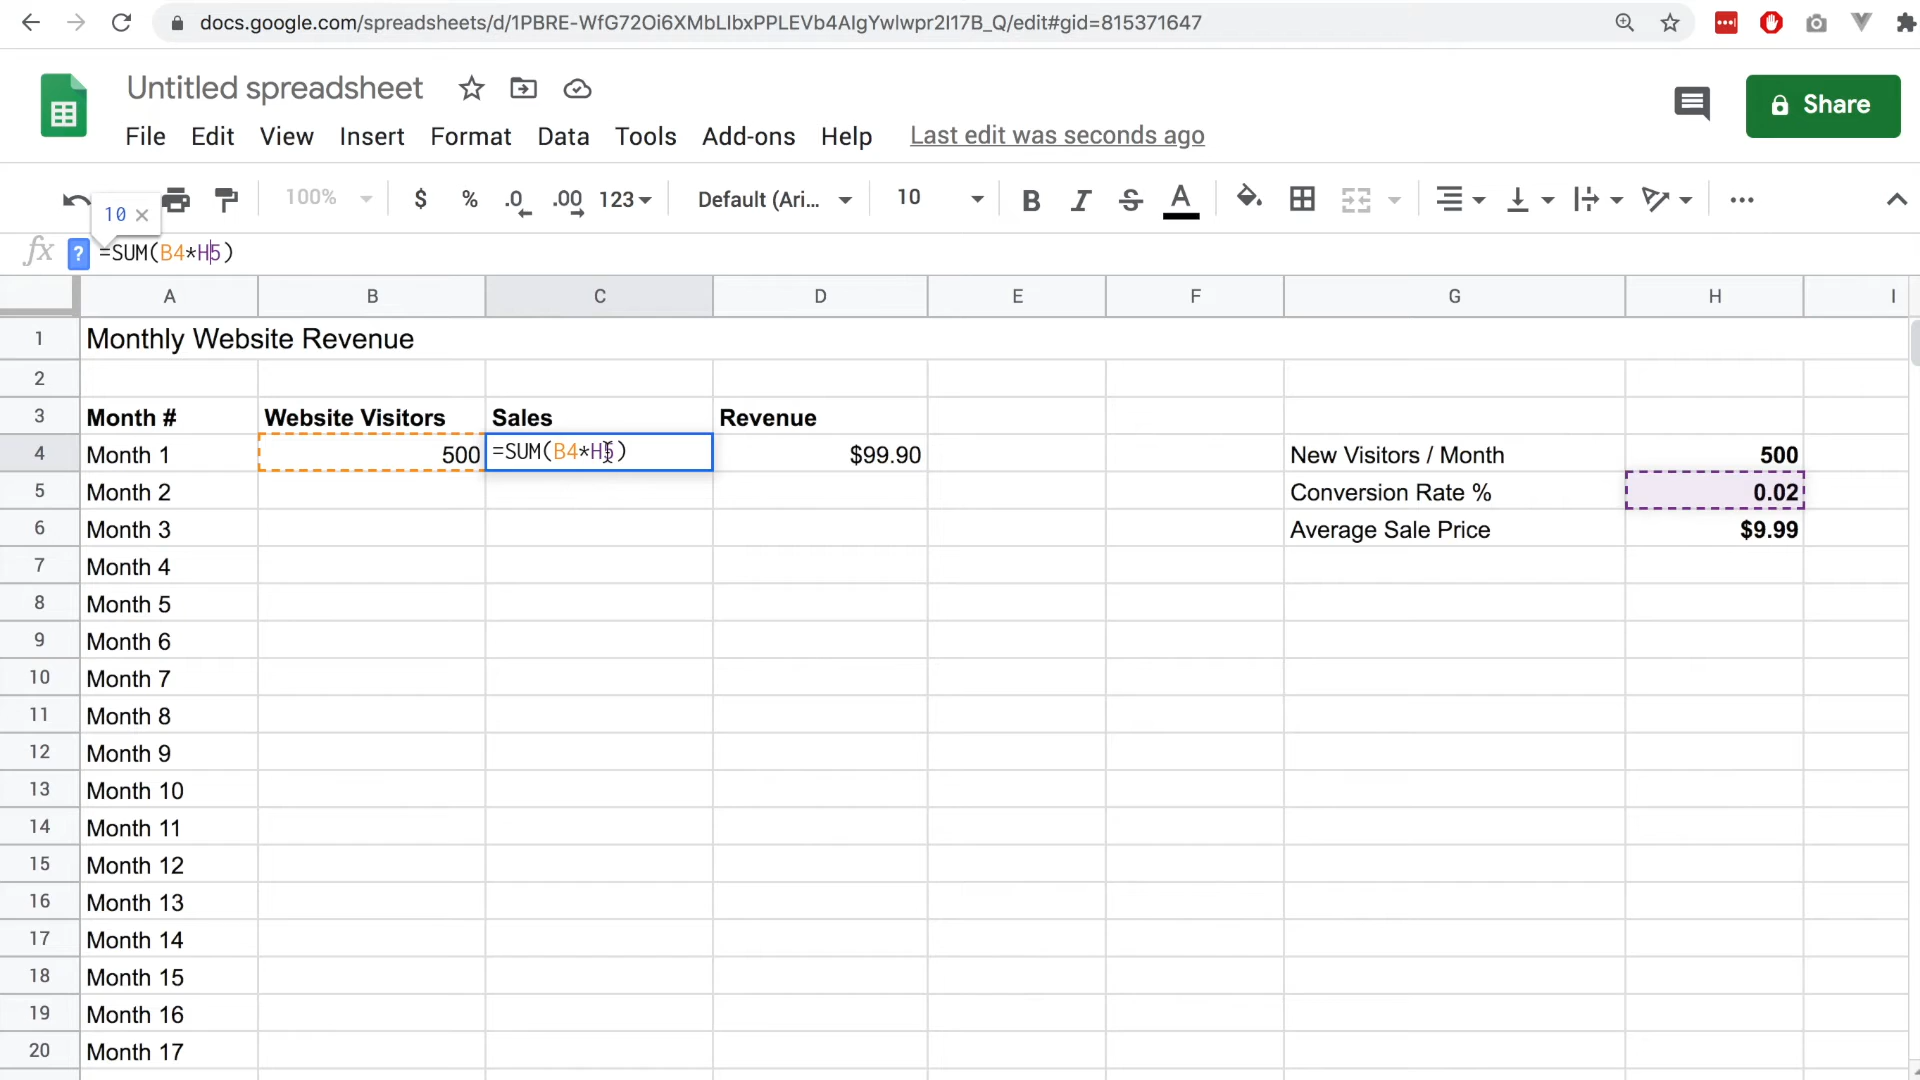 docs.google.com/spreadsheets/d/1PBRE-WfG72Oi6XMbLIbxPPLEVb4AIgYwlwpr2I17B_Q/edit#gid=815371647
Untitled spreadsheet
File Edit View Insert Format Data Tools Add-ons Help Last edit was seconds ago
Share
100% $ % .0 .00 123 Default (Ari... 10 B I S A
10 ×
fx ? =SUM(B4*H5)
A B C D E F G H I
1 Monthly Website Revenue
2
3 Month # Website Visitors Sales Revenue
4 Month 1 500 =SUM(B4*H5) $99.90 New Visitors / Month 500
5 Month 2 Conversion Rate % 0.02
6 Month 3 Average Sale Price $9.99
7 Month 4
8 Month 5
9 Month 6
10 Month 7
11 Month 8
12 Month 9
13 Month 10
14 Month 11
15 Month 12
16 Month 13
17 Month 14
18 Month 15
19 Month 16
20 Month 17